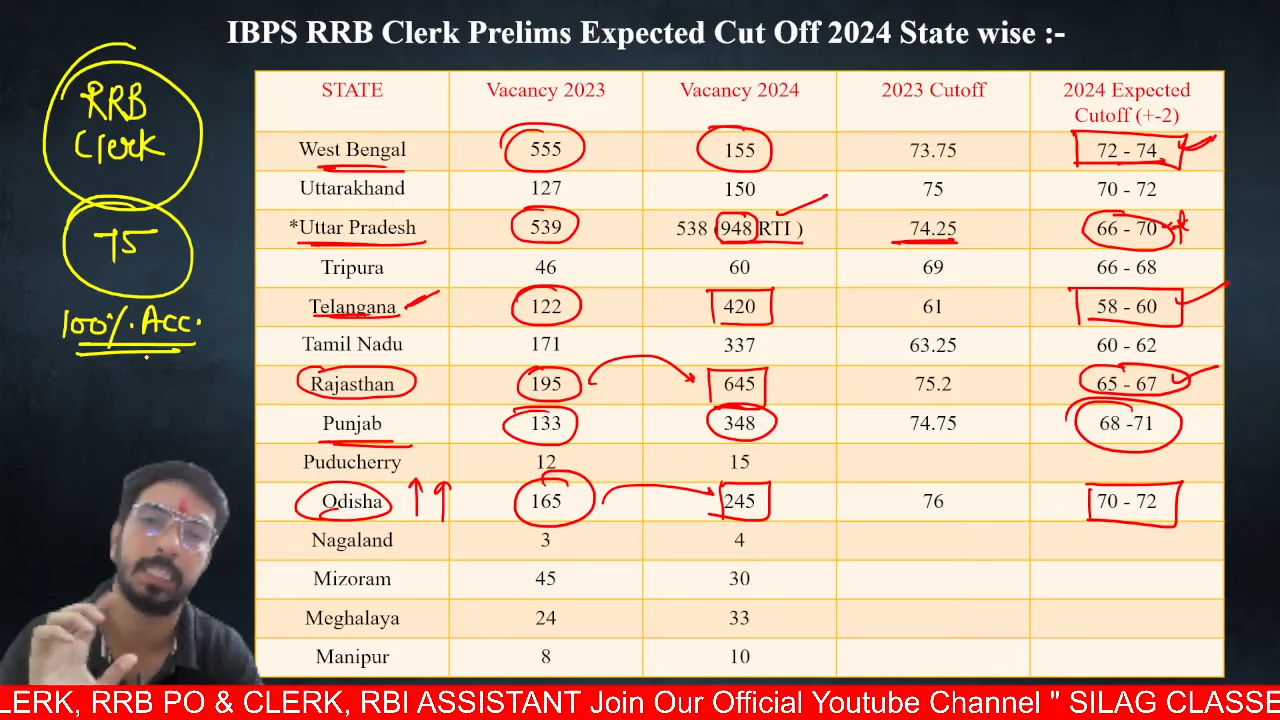 IBPS RRB Clerk Prelims Expected Cut Off 2024 State wise :-
RRB
Clerk
75
100% Acc.
STATE Vacancy 2023 Vacancy 2024 2023 Cutoff 2024 Expected
Cutoff (+-2)
West Bengal 555 155 73.75 72 - 74
Uttarakhand 127 150 75 70 - 72
*Uttar Pradesh 539 538 948 RTI ) 74.25 66 - 70
Tripura 46 60 69 66 - 68
Telangana 122 420 61 58 - 60
Tamil Nadu 171 337 63.25 60 - 62
Rajasthan 195 645 75.2 65 - 67
Punjab 133 348 74.75 68 -71
Puducherry 12 15
Odisha 165 245 76 70 - 72
Nagaland 3 4
Mizoram 45 30
Meghalaya 24 33
Manipur 8 10
LERK, RRB PO & CLERK, RBI ASSISTANT Join Our Official Youtube Channel " SILAG CLASSE